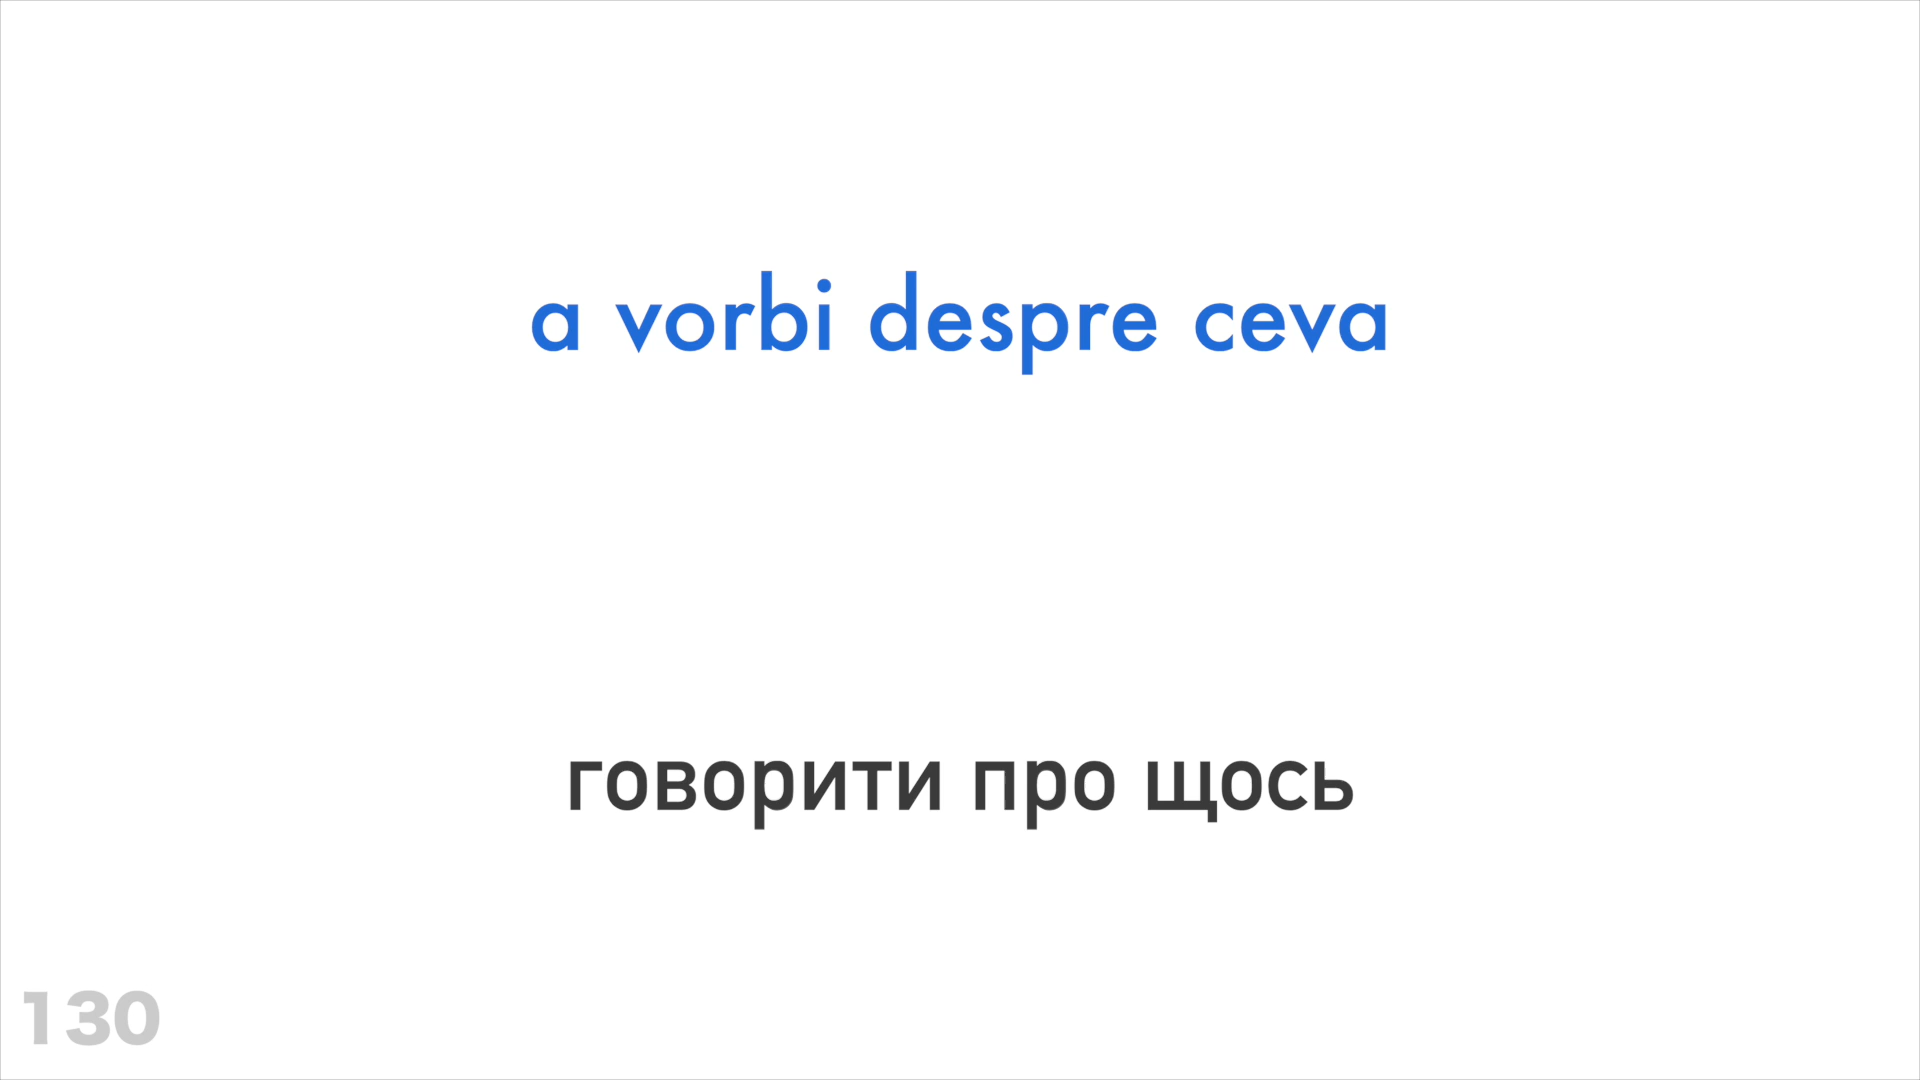 a vorbi despre ceva
говорити про щось
130